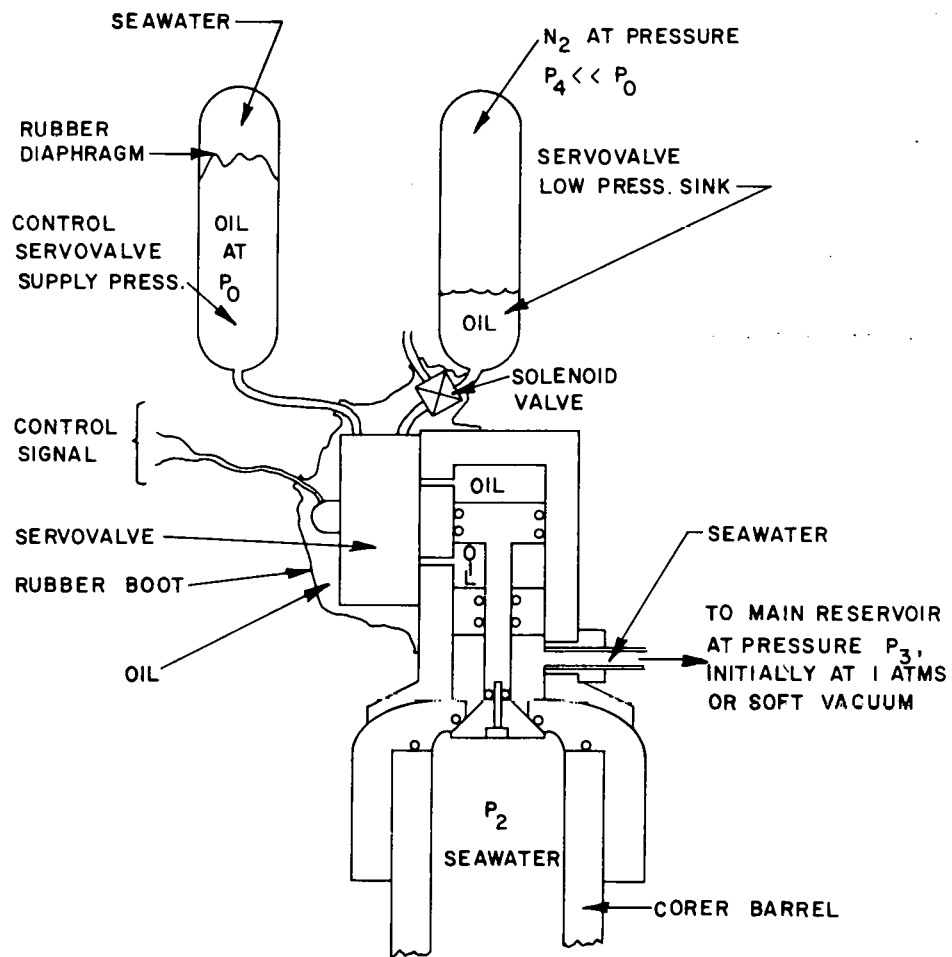 SEAWATER
N2 AT PRESSURE
P4 << P0
RUBBER
DIAPHRAGM
SERVOVALVE
LOW PRESS. SINK
CONTROL
SERVOVALVE
SUPPLY PRESS.
OIL
AT
P0
OIL
SOLENOID
VALVE
CONTROL
SIGNAL
OIL
SERVOVALVE
OIL
SEAWATER
RUBBER BOOT
TO MAIN RESERVOIR
AT PRESSURE P3,
INITIALLY AT 1 ATMS
OR SOFT VACUUM
OIL
P2
SEAWATER
CORER BARREL